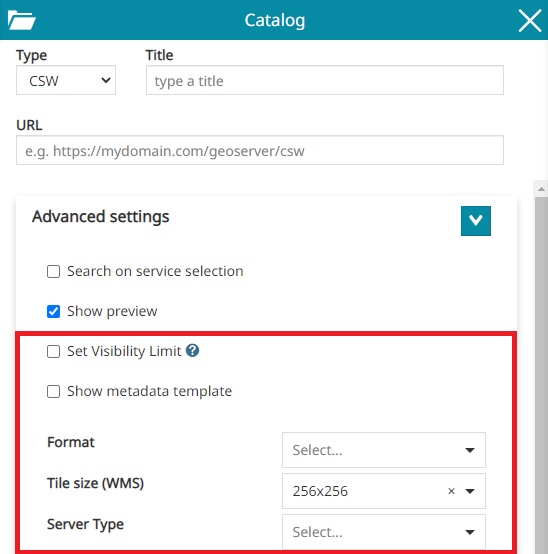 Catalog
Type Title
CSW type a title
URL
e.g. https://mydomain.com/geoserver/csw
Advanced settings
Search on service selection
Show preview
Set Visibility Limit ?
Show metadata template
Format Select...
Tile size (WMS) 256x256 ×
Server Type Select...